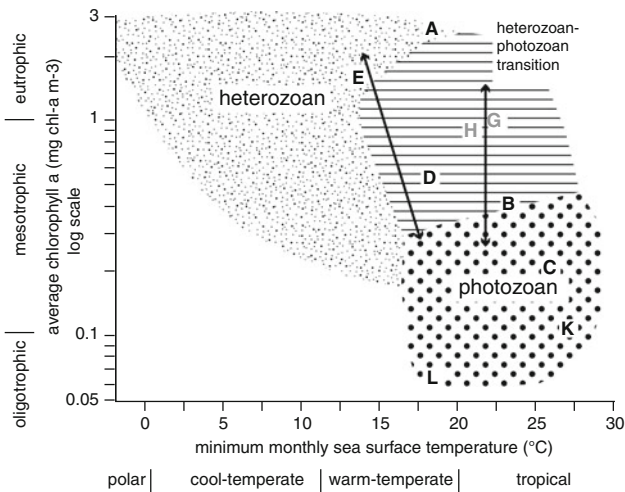 3
1
0.1
0.05
eutrophic
mesotrophic
oligotrophic
average chlorophyll a (mg chl-a m-3)
log scale
A
heterozoan-
photozoan
transition
E
heterozoan
H
G
D
B
C
photozoan
K
L
0 5 10 15 20 25 30
minimum monthly sea surface temperature (°C)
polar | cool-temperate | warm-temperate | tropical